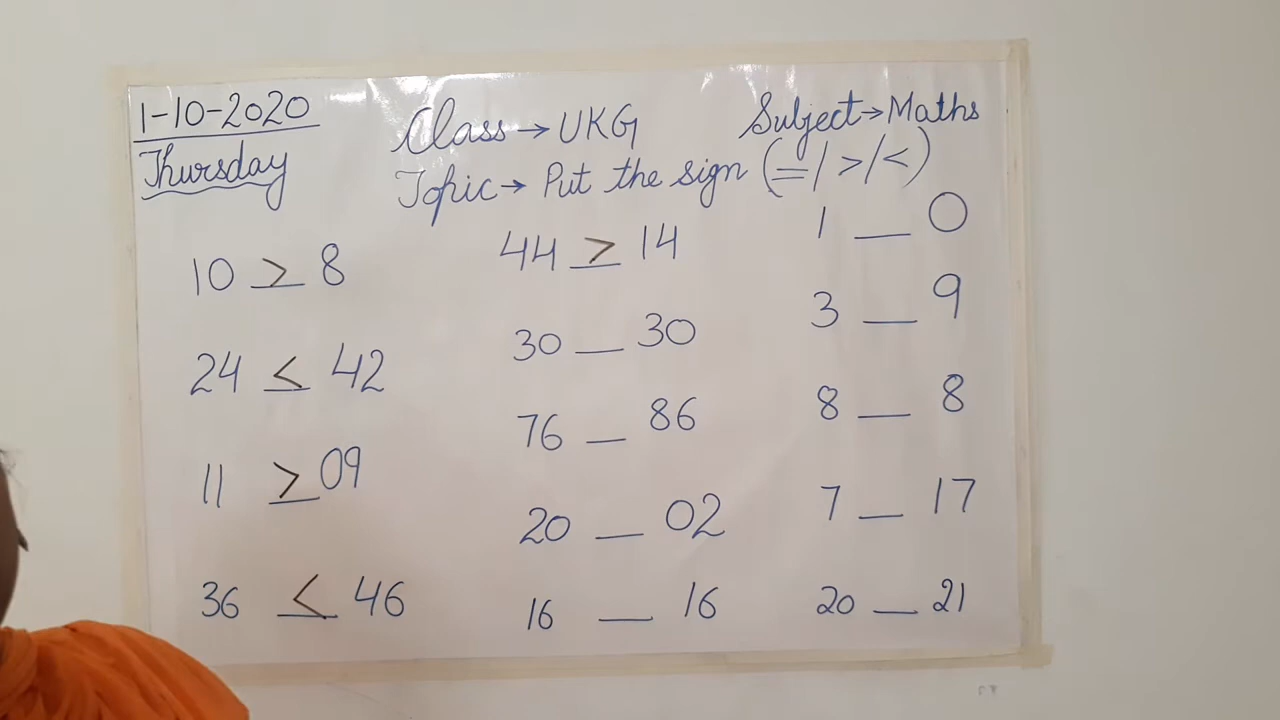 1-10-2020
Thursday
Class → UKG
Subject → Maths
Topic → Put the sign (=/>/<)
10 > 8
24 < 42
11 > 09
36 < 46
44 > 14
30 __ 30
76 __ 86
20 __ 02
16 __ 16
1 __ 0
3 __ 9
8 __ 8
7 __ 17
20 __ 21